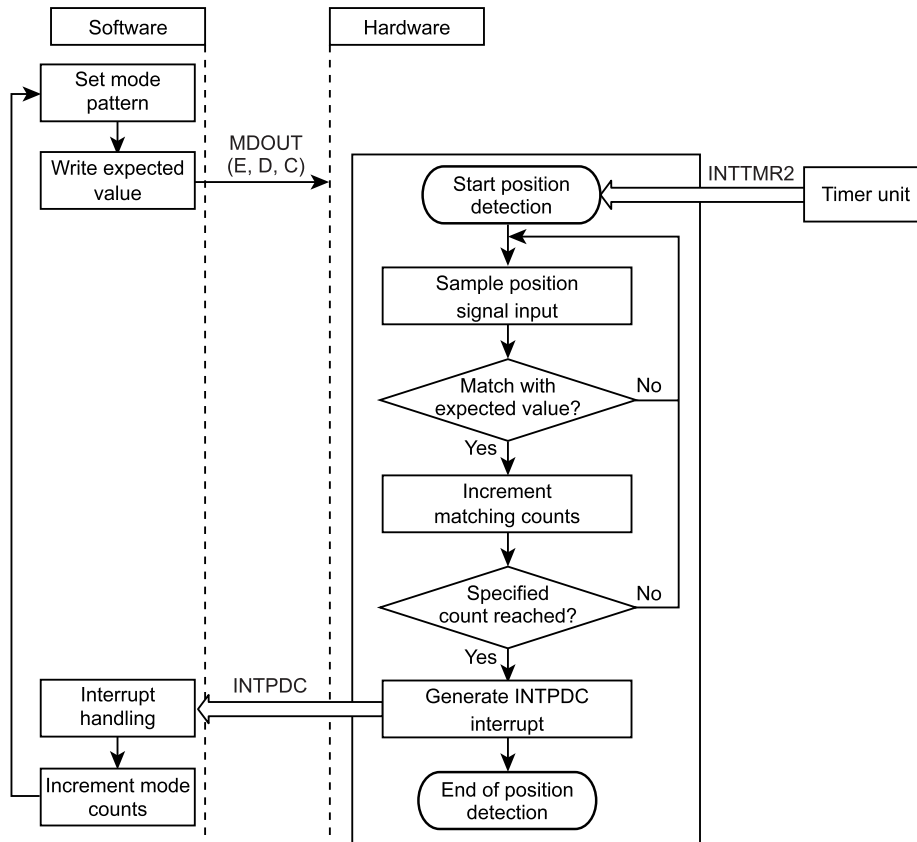 Software
Hardware
Set mode
pattern
Write expected
value
MDOUT
(E, D, C)
Start position
detection
INTTMR2
Timer unit
Sample position
signal input
Match with
expected value?
No
Yes
Increment
matching counts
Specified
count reached?
No
Yes
Generate INTPDC
interrupt
INTPDC
Interrupt
handling
Increment mode
counts
End of position
detection